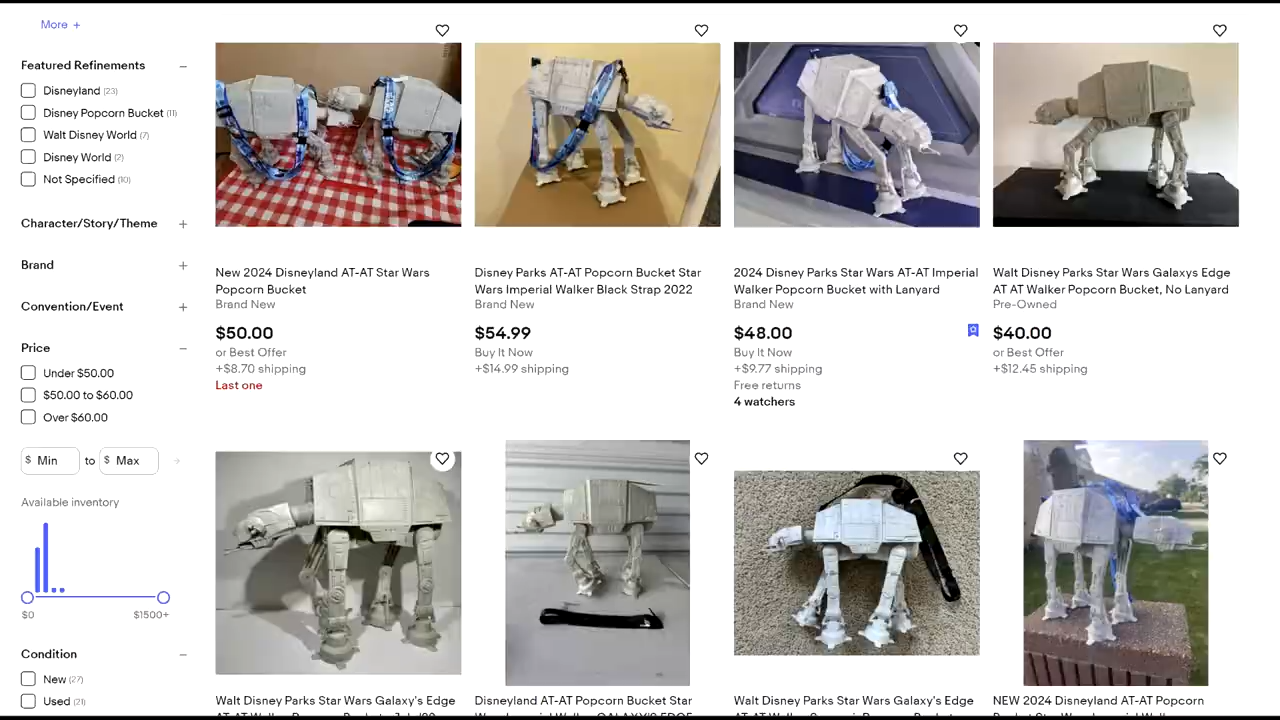 More +
Featured Refinements
Disneyland (23)
Disney Popcorn Bucket (11)
Walt Disney World (7)
Disney World (2)
Not Specified (10)
Character/Story/Theme
Brand
Convention/Event
Price
Under $50.00
$50.00 to $60.00
Over $60.00
$ Min to $ Max
Available inventory
$0 $1500+
Condition
New (27)
Used (21)
New 2024 Disneyland AT-AT Star Wars
Popcorn Bucket
Brand New
$50.00
or Best Offer
+$8.70 shipping
Last one
Disney Parks AT-AT Popcorn Bucket Star
Wars Imperial Walker Black Strap 2022
Brand New
$54.99
Buy It Now
+$14.99 shipping
2024 Disney Parks Star Wars AT-AT Imperial
Walker Popcorn Bucket with Lanyard
Brand New
$48.00
Buy It Now
+$9.77 shipping
Free returns
4 watchers
Walt Disney Parks Star Wars Galaxys Edge
AT AT Walker Popcorn Bucket, No Lanyard
Pre-Owned
$40.00
or Best Offer
+$12.45 shipping
Walt Disney Parks Star Wars Galaxy's Edge
Disneyland AT-AT Popcorn Bucket Star
Walt Disney Parks Star Wars Galaxy's Edge
NEW 2024 Disneyland AT-AT Popcorn